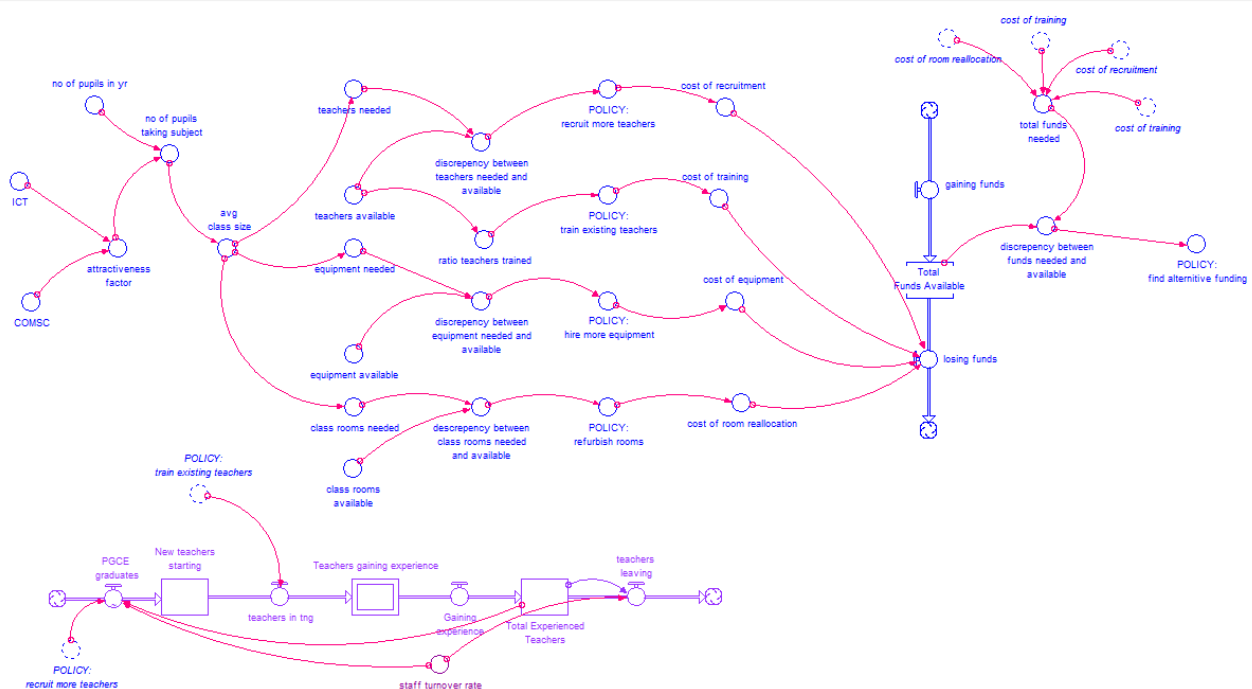 cost of training
cost of room reallocation
cost of recruitment
cost of training
total funds
needed
no of pupils in yr
no of pupils
taking subject
teachers needed
POLICY:
recruit more teachers
cost of recruitment
discrepency between
teachers needed and
available
ICT
teachers available
POLICY:
train existing teachers
cost of training
gaining funds
avg
class size
attractiveness
factor
equipment needed
ratio teachers trained
discrepency between
funds needed and
available
POLICY:
find alternitive funding
Total
Funds Available
COMSC
discrepency between
equipment needed and
available
POLICY:
hire more equipment
cost of equipment
equipment available
losing funds
class rooms needed
descrepency between
class rooms needed
and available
POLICY:
refurbish rooms
cost of room reallocation
class rooms
available
POLICY:
train existing teachers
PGCE
graduates
New teachers
starting
teachers in tng
Teachers gaining experience
Gaining
experience
Total Experienced
Teachers
teachers
leaving
POLICY:
recruit more teachers
staff turnover rate